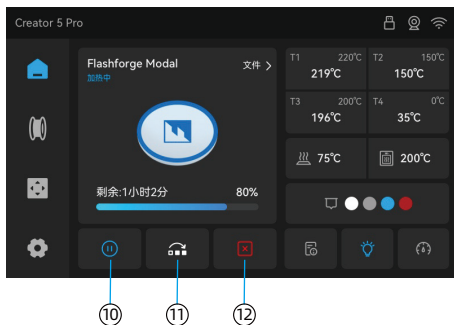 Creator 5 Pro
Flashforge Modal
文件 >
加热中
剩余:1小时2分
80%
T1 220℃
219℃
T2 150℃
150℃
T3 200℃
196℃
T4 0℃
35℃
75℃
200℃
⑩ ⑪ ⑫